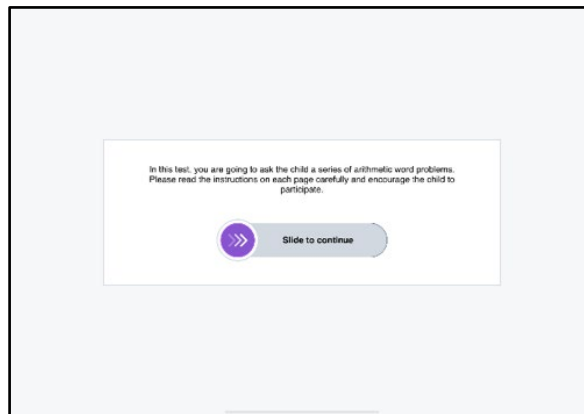 In this test, you are going to ask the child a series of arithmetic word problems.
Please read the instructions on each page carefully and encourage the child to
participate.
Slide to continue